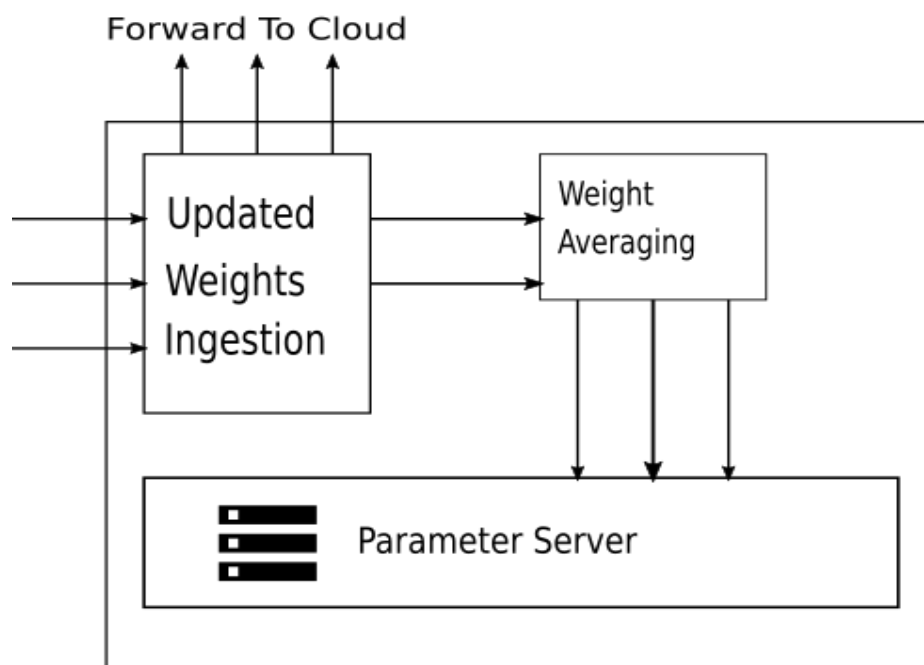 Forward To Cloud
Updated
Weights
Ingestion
Weight
Averaging
Parameter Server